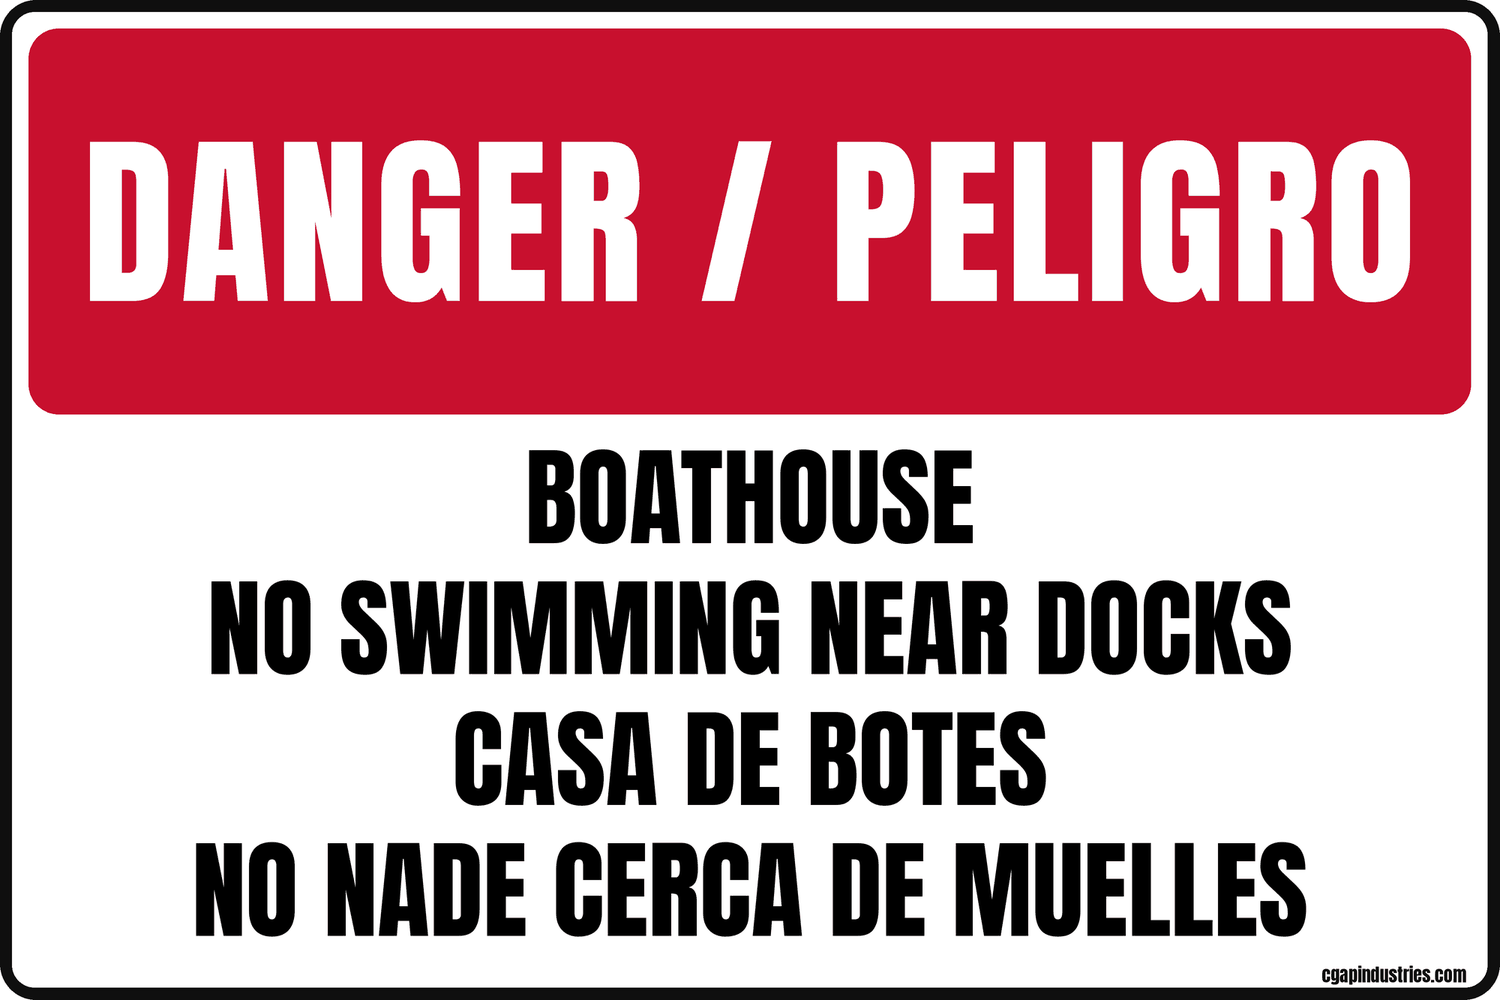 DANGER / PELIGRO
BOATHOUSE
NO SWIMMING NEAR DOCKS
CASA DE BOTES
NO NADE CERCA DE MUELLES
cgapindustries.com